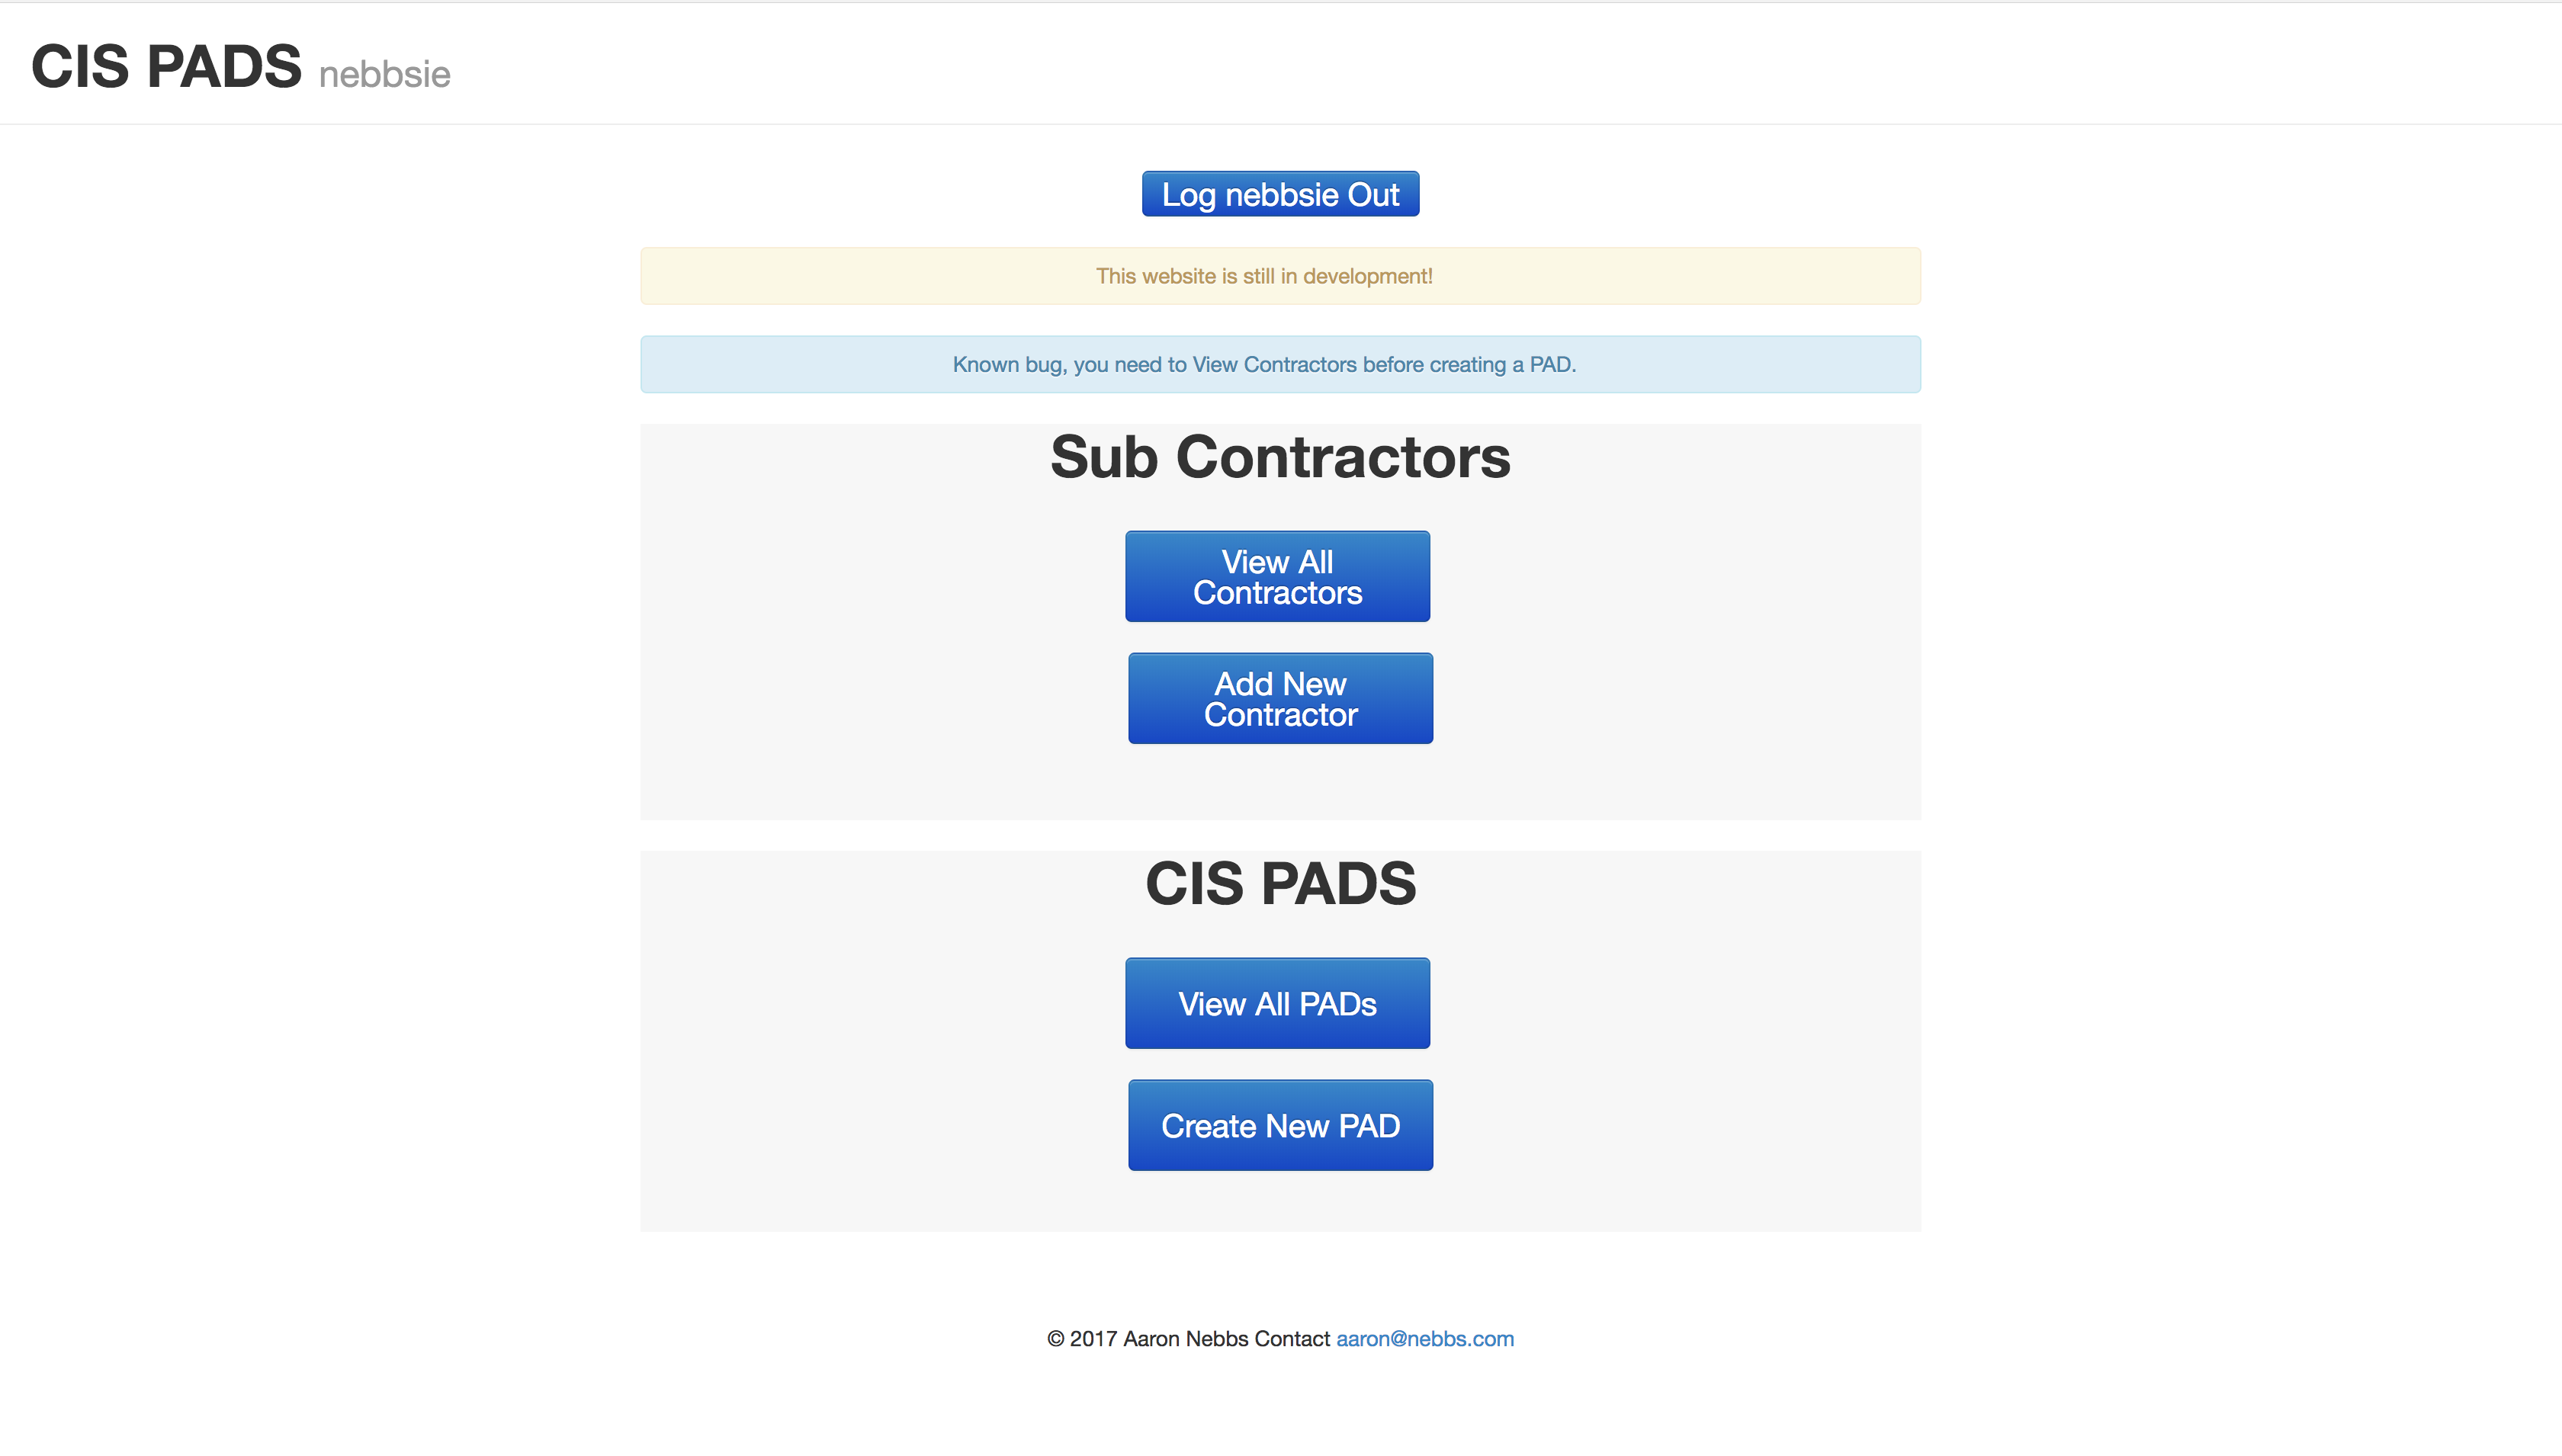 CIS PADS nebbsie
Log nebbsie Out
This website is still in development!
Known bug, you need to View Contractors before creating a PAD.
Sub Contractors
View All
Contractors
Add New
Contractor
CIS PADS
View All PADs
Create New PAD
© 2017 Aaron Nebbs Contact aaron@nebbs.com